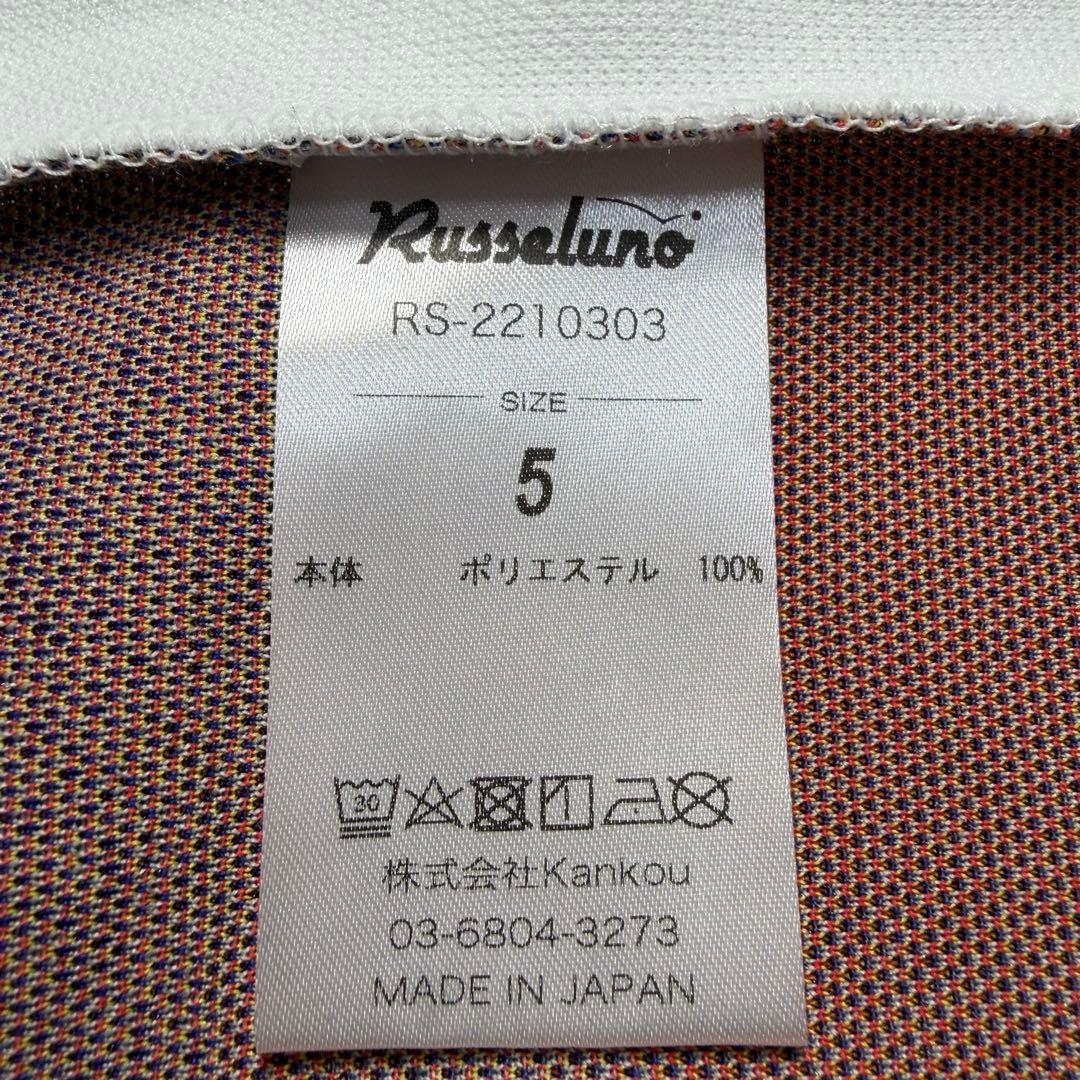 Russeluno
RS-2210303
SIZE
5
本体 ポリエステル 100%
30
株式会社Kankou
03-6804-3273
MADE IN JAPAN